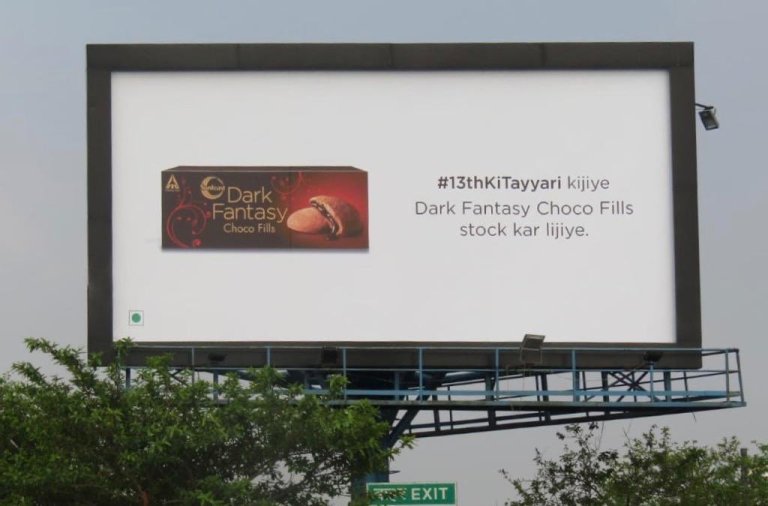 Dark
Fantasy
Choco Fills
#13thKiTayyari kijiye
Dark Fantasy Choco Fills
stock kar lijiye.
EXIT